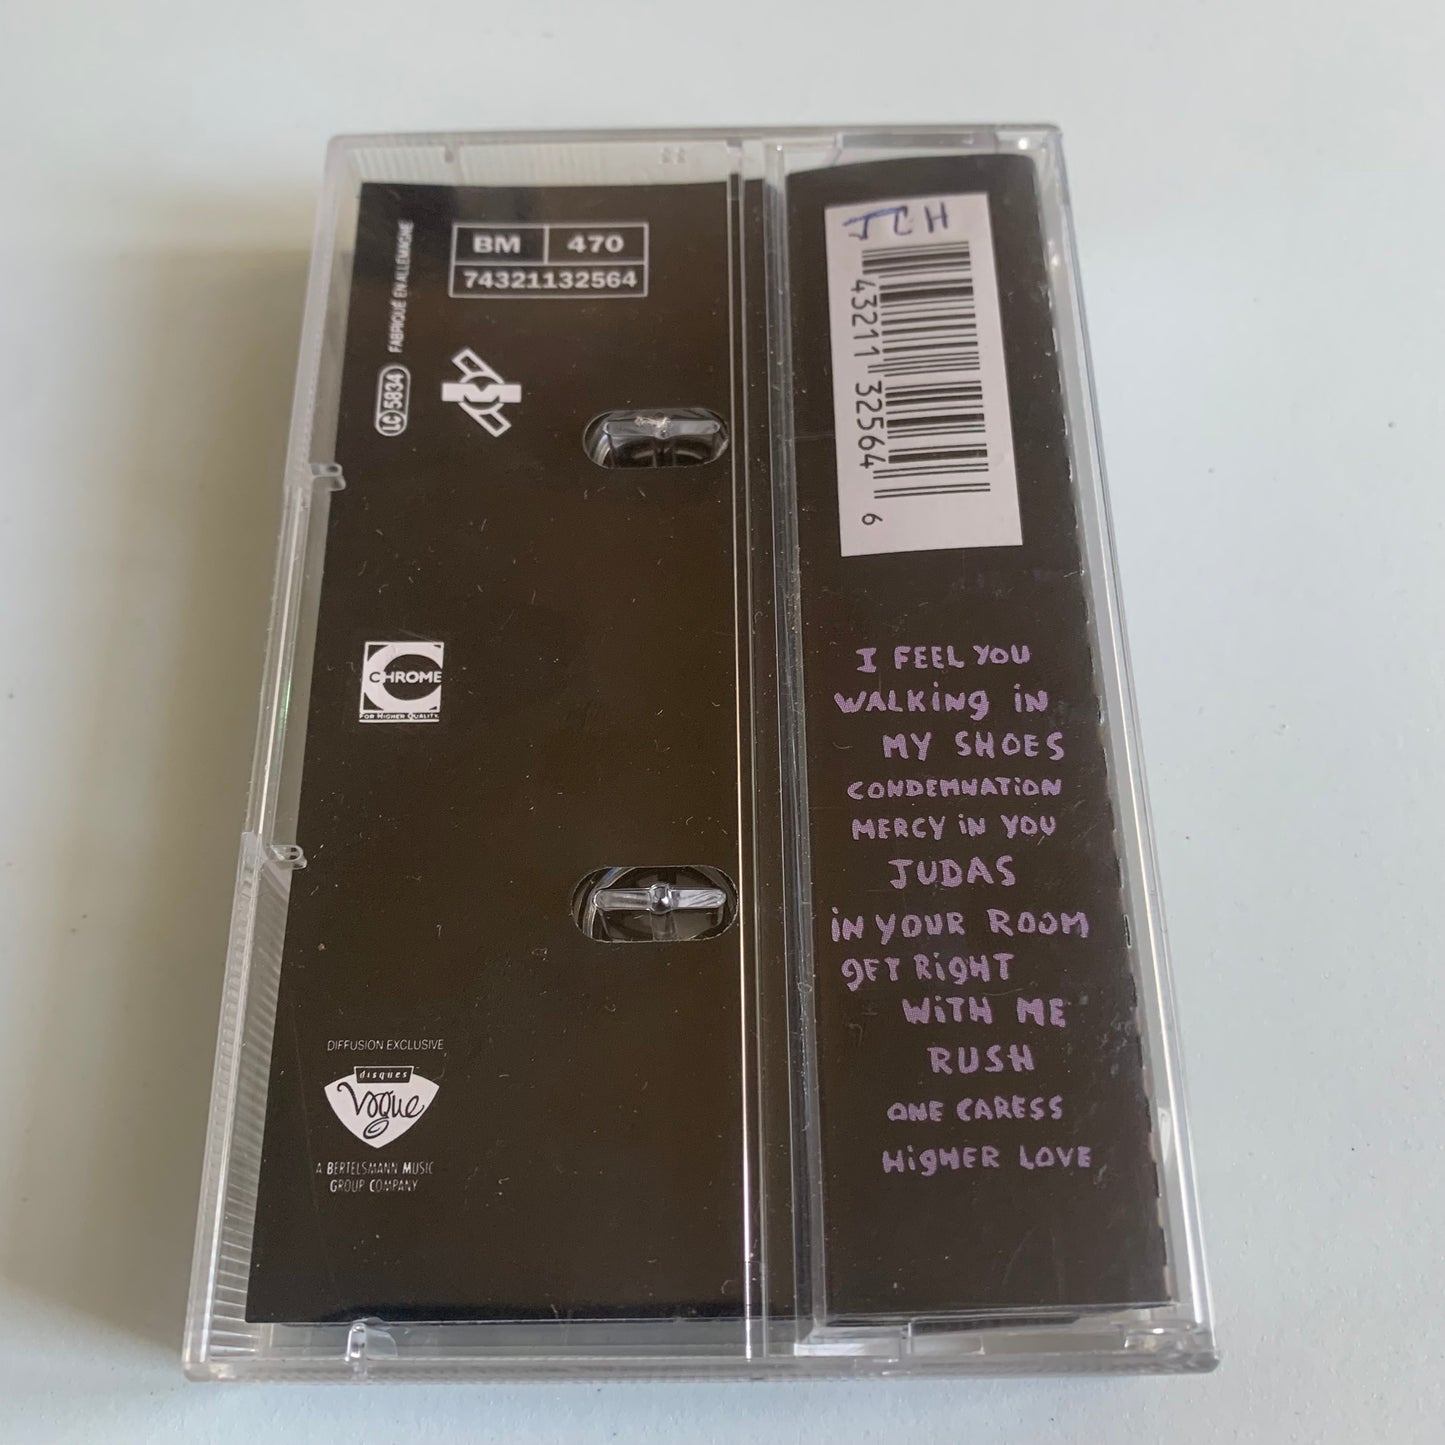 BM 470
74321132564
FABRIQUÉ EN ALLEMAGNE
LC 5834
CHROME
FOR HIGHER QUALITY.
DIFFUSION EXCLUSIVE
disques
Vogue
A BERTELSMANN MUSIC
GROUP COMPANY
43211 32564 6
I FEEL YOU
WALKiNg iN
MY SHOES
CONDEMNATiON
MERCY iN YOU
JUDAS
iN YOUR ROOM
gET RigHT
WiTH ME
RUSH
ONE CARESS
HigHER LOVE